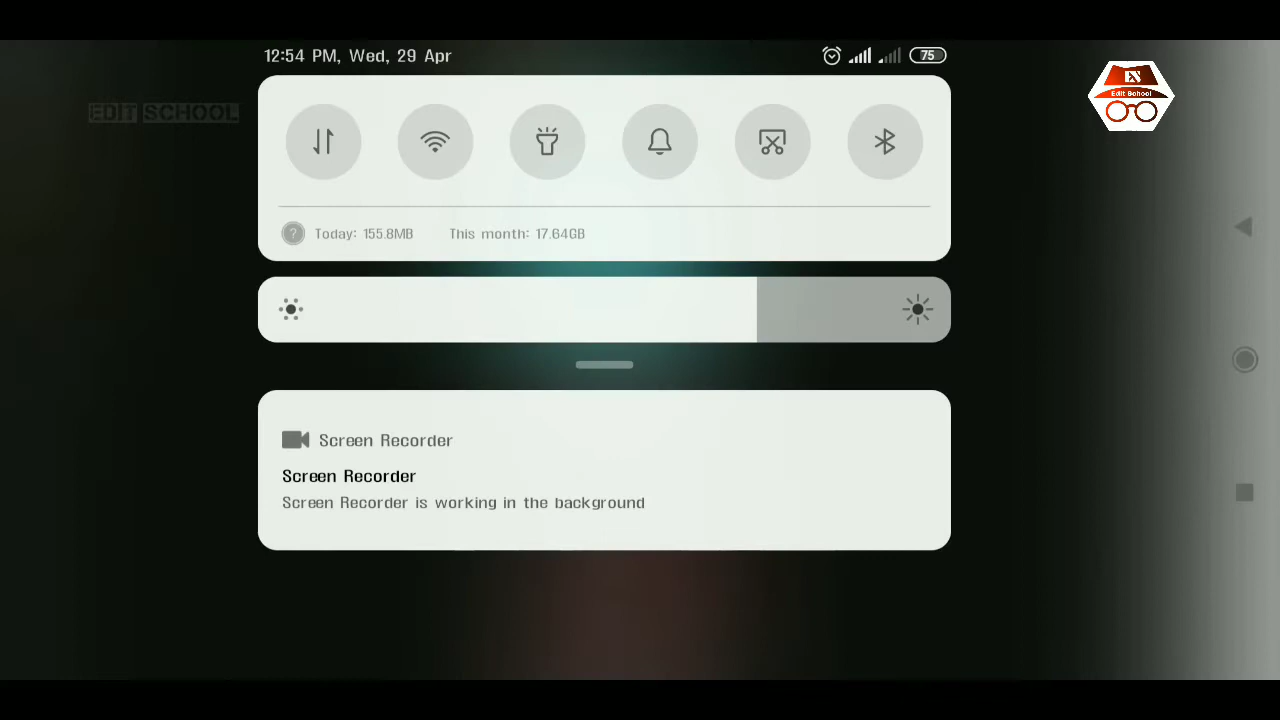 12:54 PM, Wed, 29 Apr
75
EDIT SCHOOL
ES
Edit School
?
Today: 155.8MB
This month: 17.64GB
Screen Recorder
Screen Recorder
Screen Recorder is working in the background